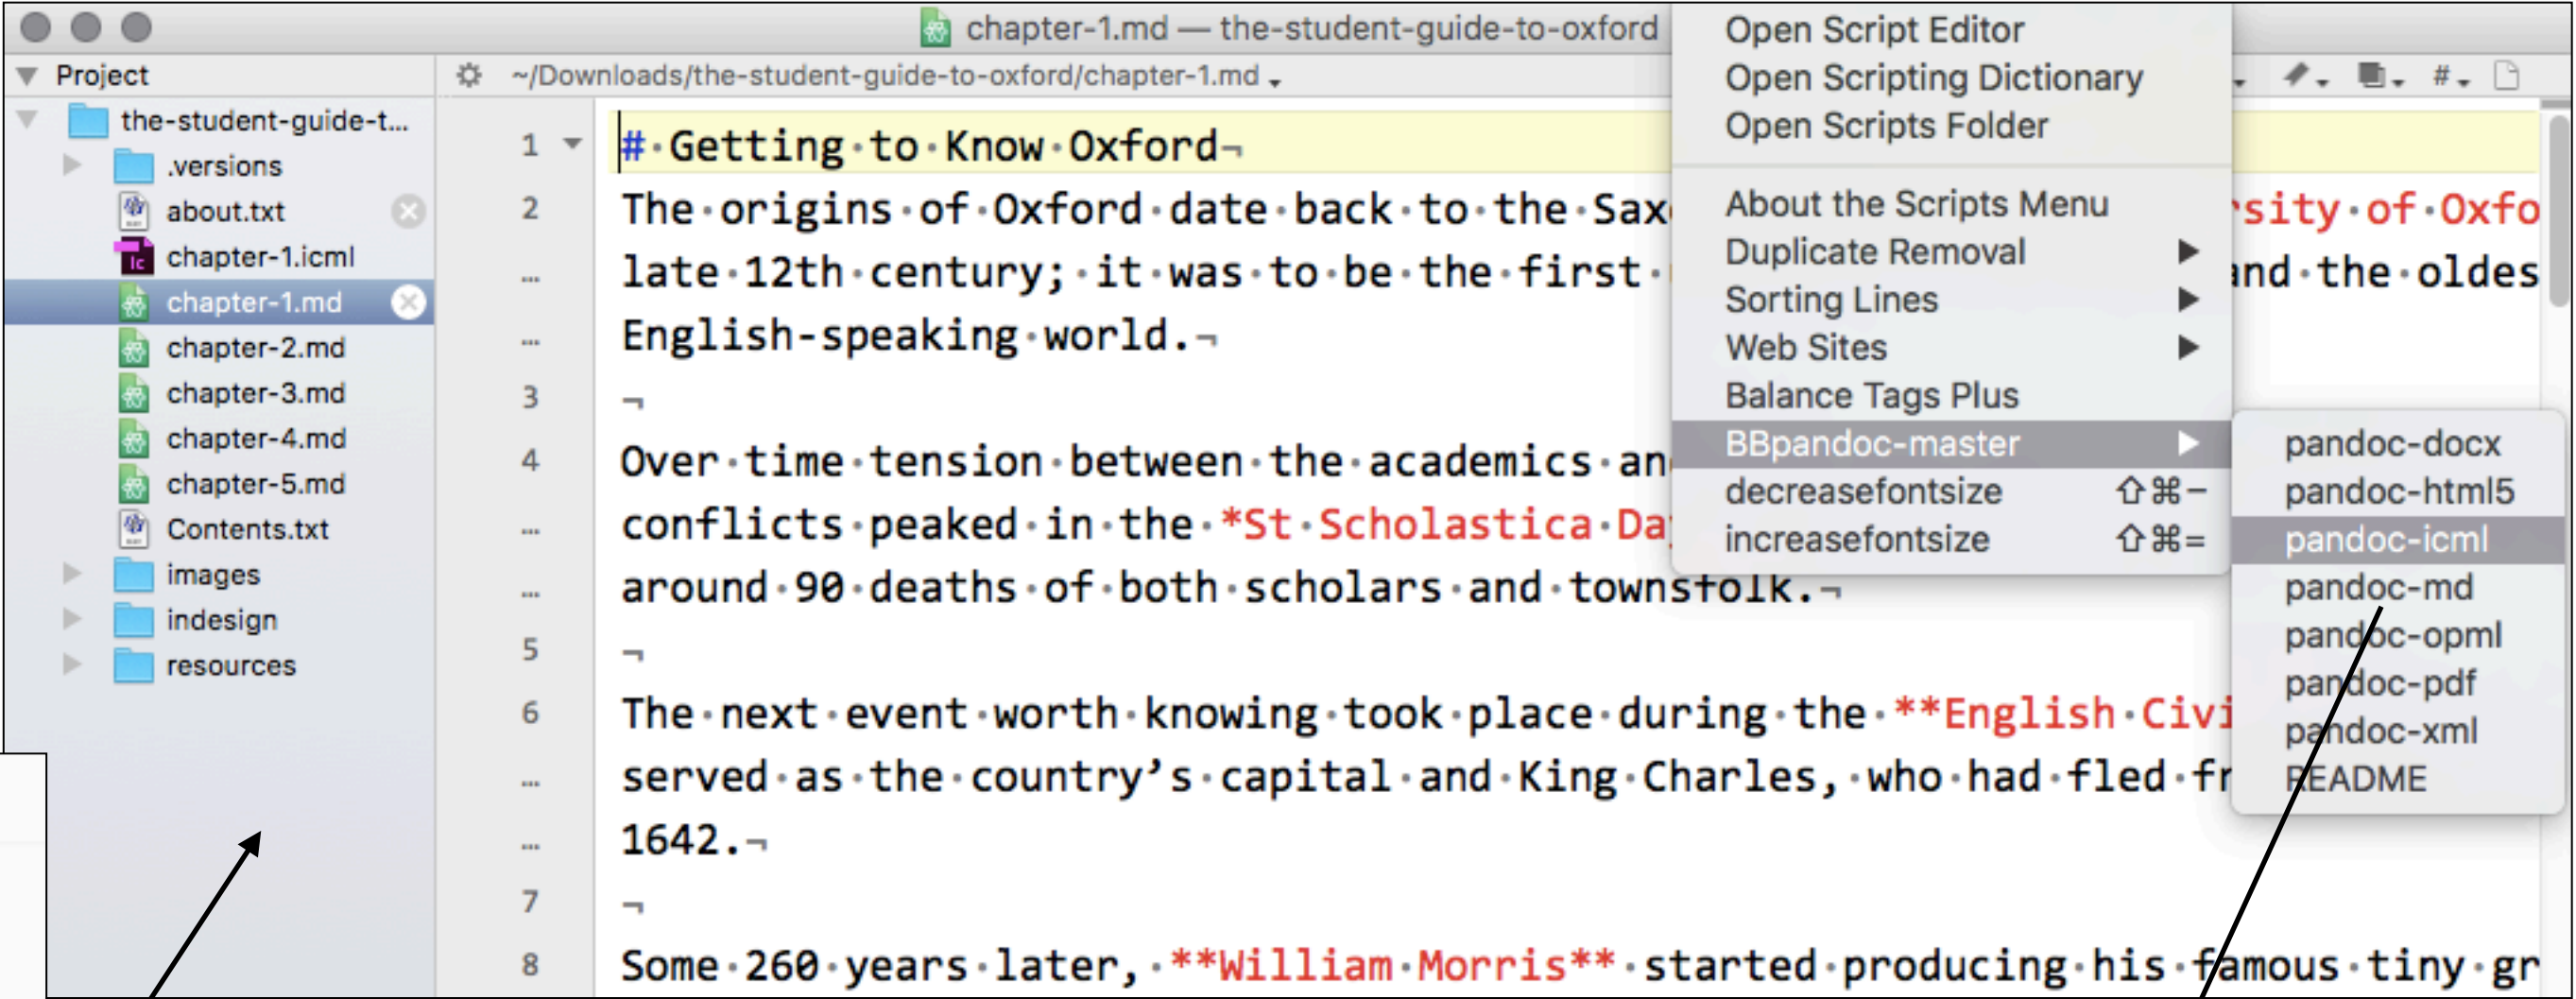 chapter-1.md — the-student-guide-to-oxford
Project
~/Downloads/the-student-guide-to-oxford/chapter-1.md
#
the-student-guide-t...
.versions
about.txt
chapter-1.icml
chapter-1.md
chapter-2.md
chapter-3.md
chapter-4.md
chapter-5.md
Contents.txt
images
indesign
resources
1 #·Getting·to·Know·Oxford¬
2 The·origins·of·Oxford·date·back·to·the· rsity·of·Oxfo
… late·12th·century;·it·was·to·be·the·first· and·the·oldes
… English-speaking·world.¬
3 ¬
4 Over·time·tension·between·the·academics·
… conflicts·peaked·in·the·*St·Scholastica·
… around·90·deaths·of·both·scholars·and·townsfolk.¬
5 ¬
6 The·next·event·worth·knowing·took·place·during·the·**English·Civi
… served·as·the·country’s·capital·and·King·Charles,·who·had·fled·
… 1642.¬
7 ¬
8 Some·260·years·later,·**William·Morris**·started·producing·his·famous·tiny·gr
Open Script Editor
Open Scripting Dictionary
Open Scripts Folder
About the Scripts Menu
Duplicate Removal
Sorting Lines
Web Sites
Balance Tags Plus
BBpandoc-master
decreasefontsize ⇧⌘−
increasefontsize ⇧⌘=
pandoc-docx
pandoc-html5
pandoc-icml
pandoc-md
pandoc-opml
pandoc-pdf
pandoc-xml
README